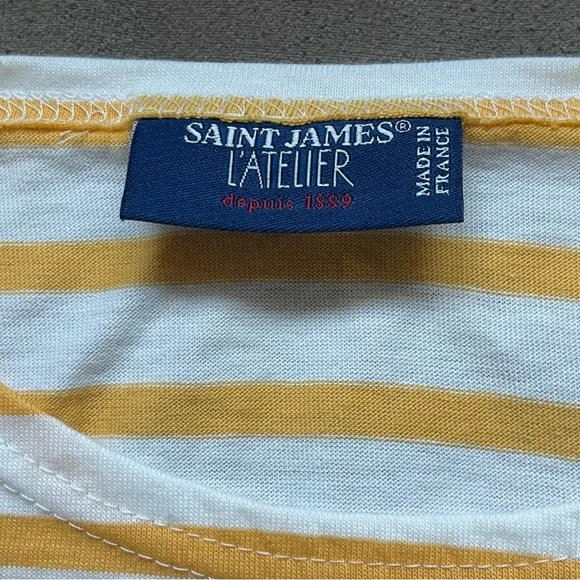 SAINT JAMES®
L'ATELIER
depuis 1889
MADE IN
FRANCE